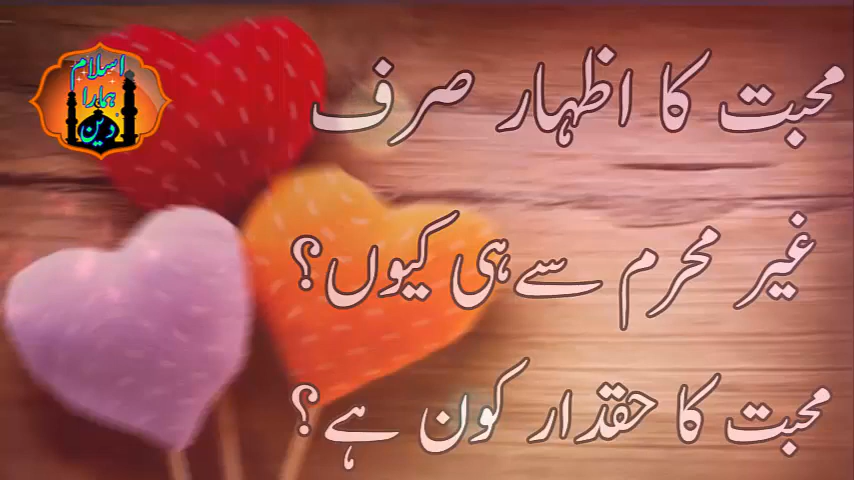 اسلام
ہمارا
دین
محبت کا اظہار صرف
غیر محرم سے ہی کیوں؟
محبت کا حقدار کون ہے؟